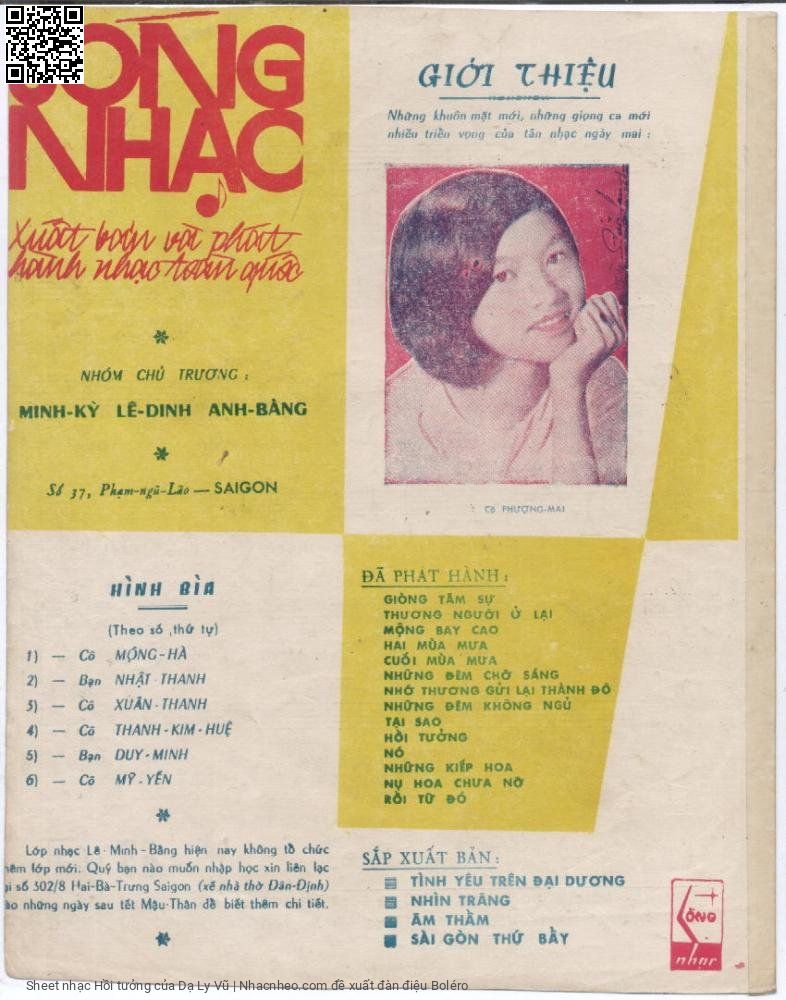 SÓNG
NHẠC
Xuất bản và phát
hành nhạc toàn quốc
NHÓM CHỦ TRƯƠNG :
MINH-KỲ LÊ-DINH ANH-BẰNG
Số 37, Phạm-ngũ-Lão — SAIGON
GIỚI THIỆU
Những khuôn mặt mới, những giọng ca mới
nhiều triển vọng của tân nhạc ngày mai :
Cô PHƯỢNG-MAI
HÌNH BÌA
(Theo số ,thứ tự)
1) — Cô MỘNG-HÀ
2) — Bạn NHẬT-THANH
3) — Cô XUÂN-THANH
4) — Cô THANH-KIM-HUỆ
5) — Bạn DUY-MINH
6) — Cô MỸ-YẾN
Lớp nhạc Lê-Minh-Bằng hiện nay không tổ chức
êm lớp mới. Quý bạn nào muốn nhập học xin liên lạc
ại số 302/8 Hai-Bà-Trưng Saigon (xế nhà thờ Dân-Định)
ào những ngày sau tết Mậu-Thân để biết thêm chi tiết.
ĐÃ PHÁT HÀNH :
GIÒNG TÂM SỰ
THƯƠNG NGƯỜI Ở LẠI
MỘNG BAY CAO
HAI MÙA MƯA
CUỐI MÙA MƯA
NHỮNG ĐÊM CHỜ SÁNG
NHỚ THƯƠNG GỬI LẠI THÀNH ĐÔ
NHỮNG ĐÊM KHÔNG NGỦ
TẠI SAO
HỒI TƯỞNG
NÓ
NHỮNG KIẾP HOA
NỤ HOA CHƯA NỞ
RỒI TỪ ĐÓ
SẮP XUẤT BẢN :
TÌNH YÊU TRÊN ĐẠI DƯƠNG
NHÌN TRĂNG
ÂM THẦM
SÀI GÒN THỨ BẨY
SÓNG
nhạc
Sheet nhạc Hồi tưởng của Dạ Ly Vũ | Nhacnheo.com đề xuất đàn điệu Boléro